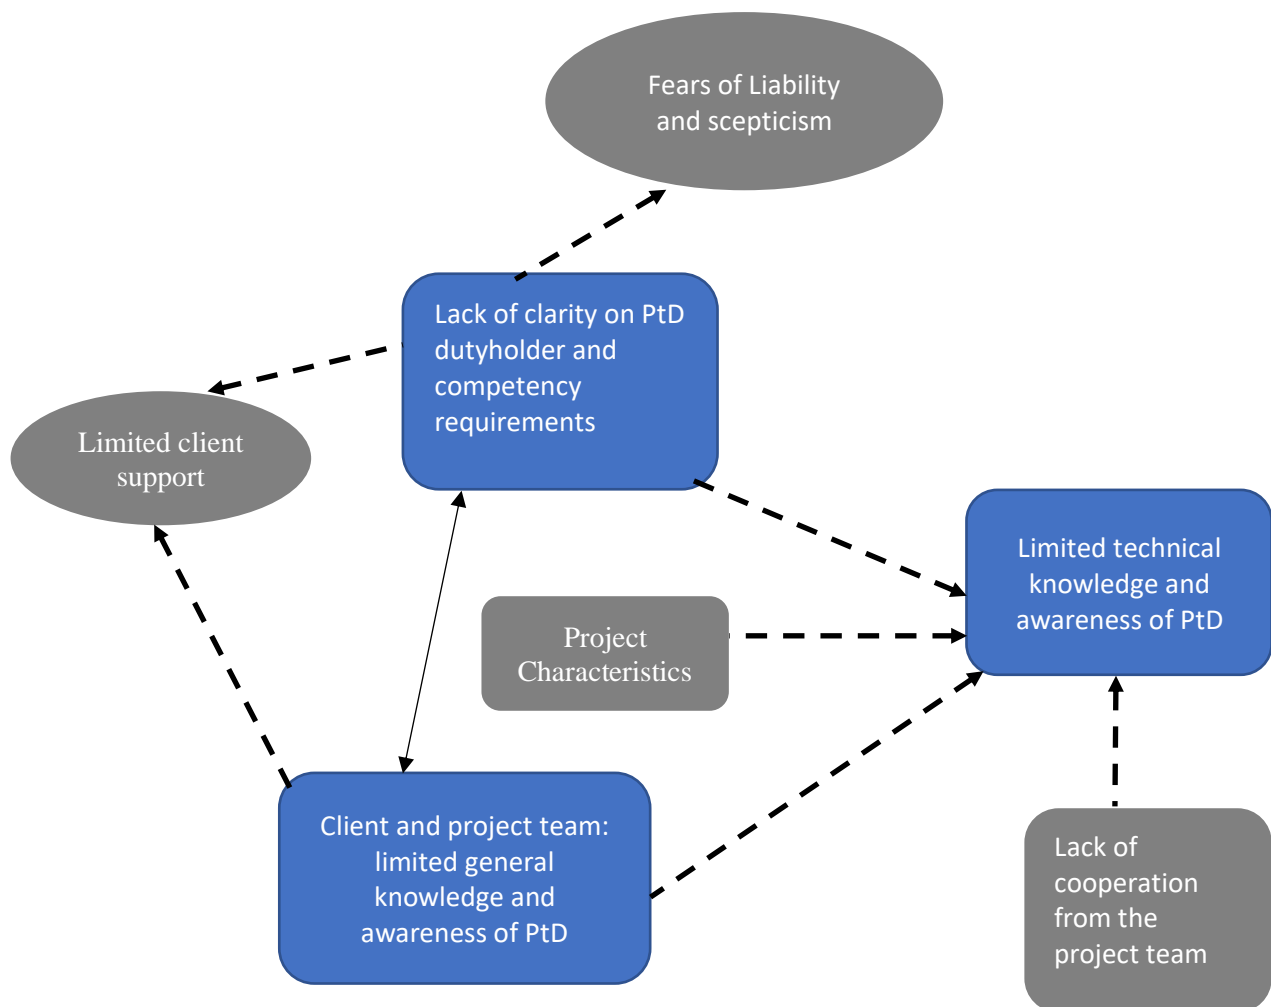 Fears of Liability
and scepticism
Lack of clarity on PtD
dutyholder and
competency
requirements
Limited client
support
Limited technical
knowledge and
awareness of PtD
Project
Characteristics
Client and project team:
limited general
knowledge and
awareness of PtD
Lack of
cooperation
from the
project team